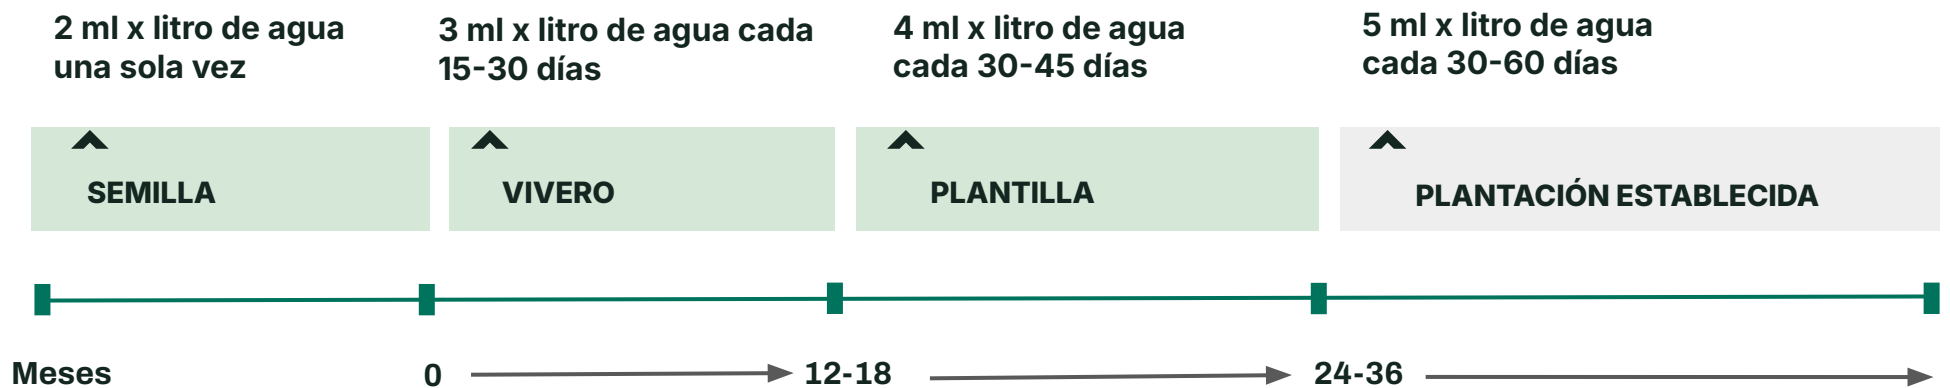 2 ml x litro de agua
una sola vez
3 ml x litro de agua cada
15-30 días
4 ml x litro de agua
cada 30-45 días
5 ml x litro de agua
cada 30-60 días
SEMILLA
VIVERO
PLANTILLA
PLANTACIÓN ESTABLECIDA
Meses
0
12-18
24-36